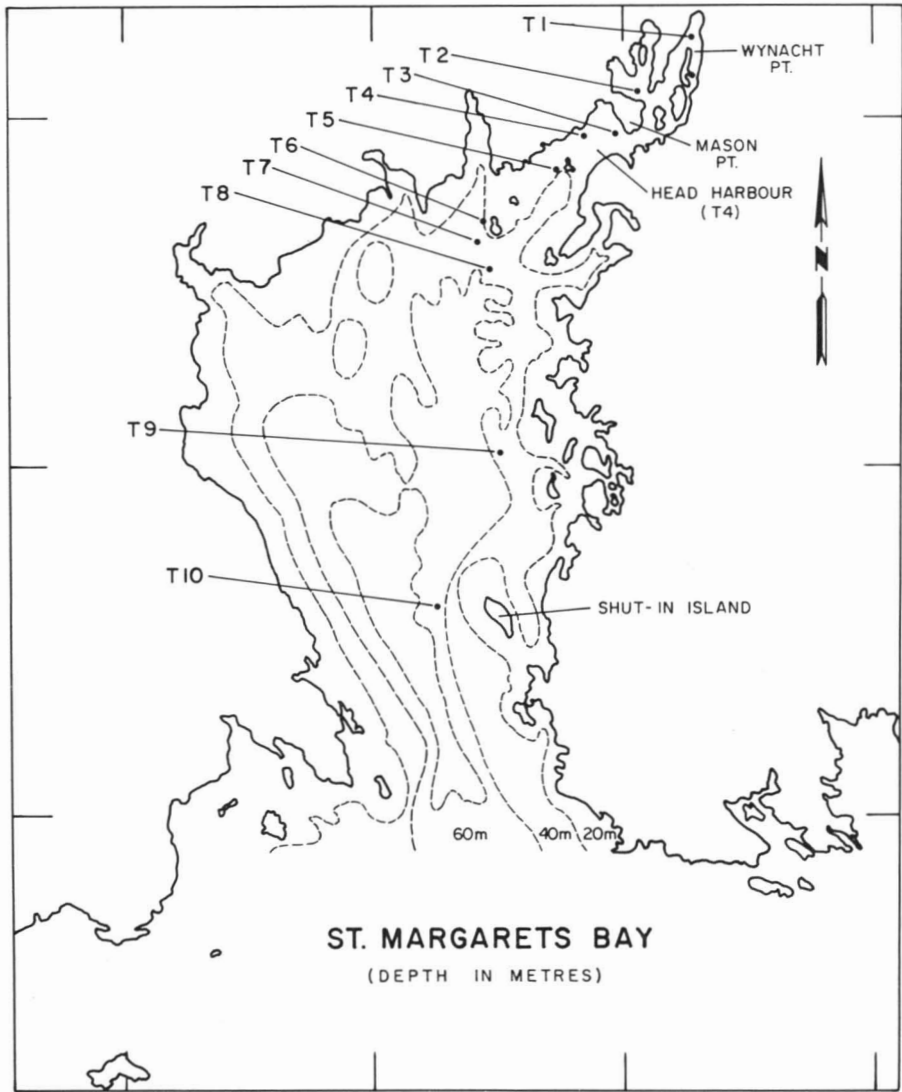 T1
WYNACHT
PT.
T2
T3
T4
T5
MASON
PT.
T6
T7
HEAD HARBOUR
(T4)
T8
N
T9
T10
SHUT-IN ISLAND
60m
40m
20m
ST. MARGARETS BAY
(DEPTH IN METRES)